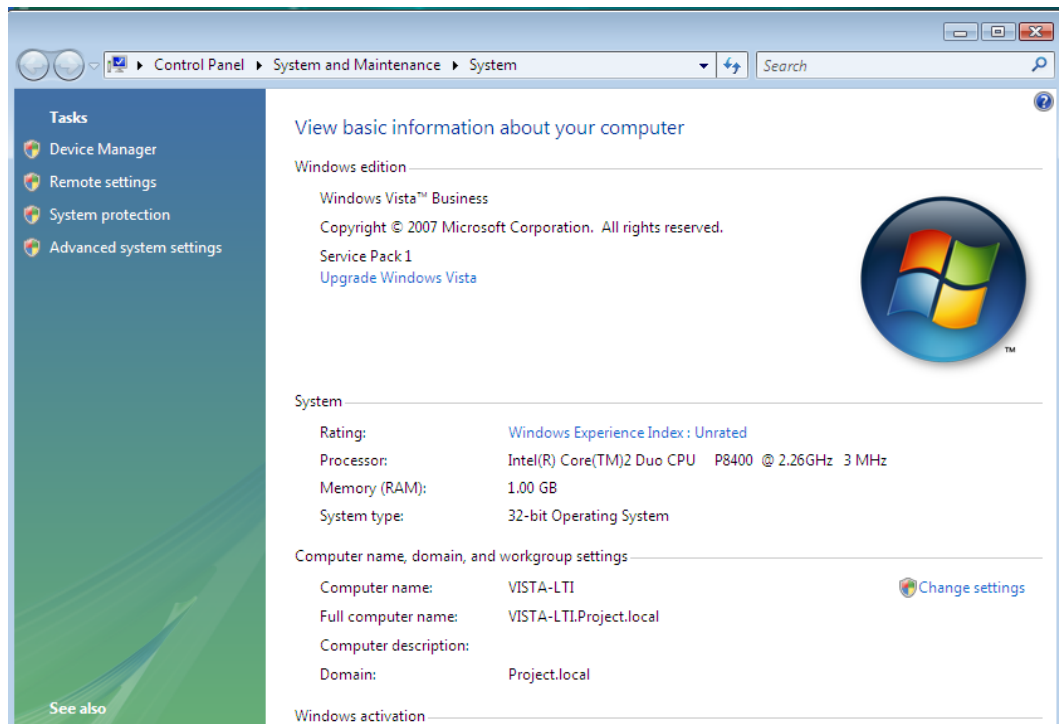 Control Panel System and Maintenance System Search
Tasks
Device Manager
Remote settings
System protection
Advanced system settings
See also
View basic information about your computer
Windows edition
Windows Vista™ Business
Copyright © 2007 Microsoft Corporation. All rights reserved.
Service Pack 1
Upgrade Windows Vista
TM
System
Rating: Windows Experience Index : Unrated
Processor: Intel(R) Core(TM)2 Duo CPU P8400 @ 2.26GHz 3 MHz
Memory (RAM): 1.00 GB
System type: 32-bit Operating System
Computer name, domain, and workgroup settings
Computer name: VISTA-LTI Change settings
Full computer name: VISTA-LTI.Project.local
Computer description:
Domain: Project.local
Windows activation